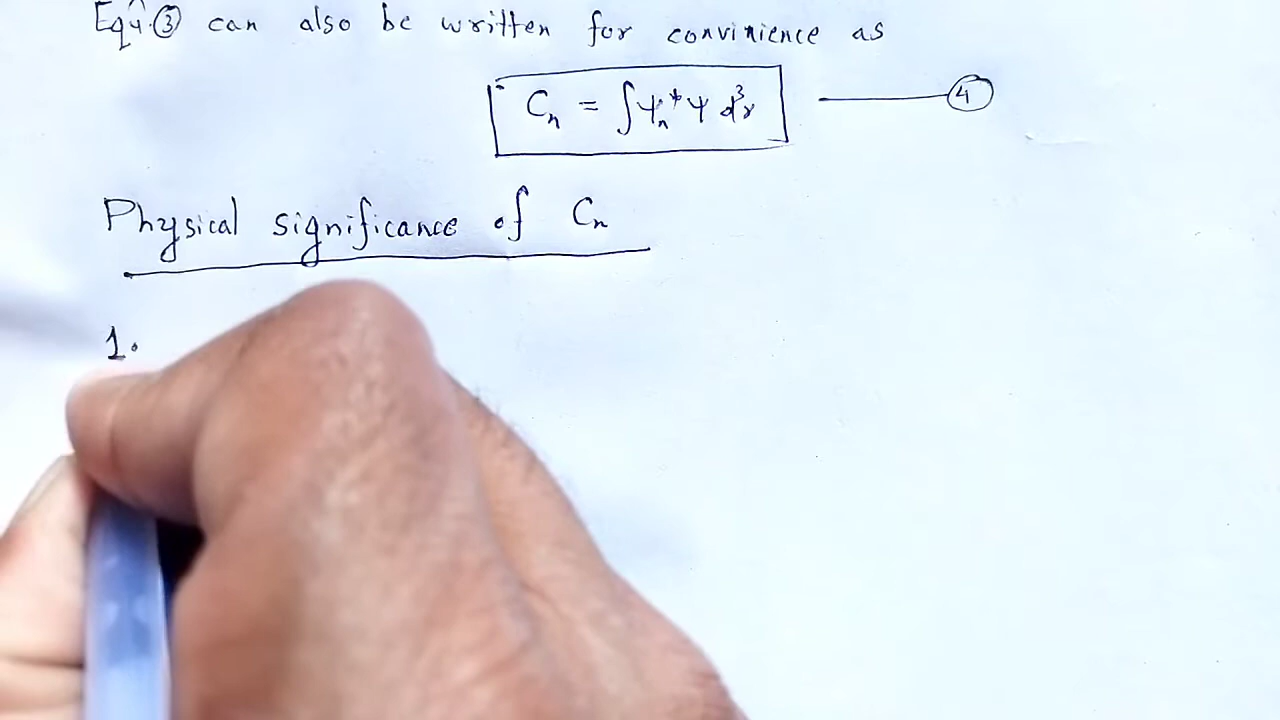 Eqⁿ.③ can also be written for convinience as
Cₙ = ∫ψₙ* ψ d³r ④
Physical significance of Cₙ
1.